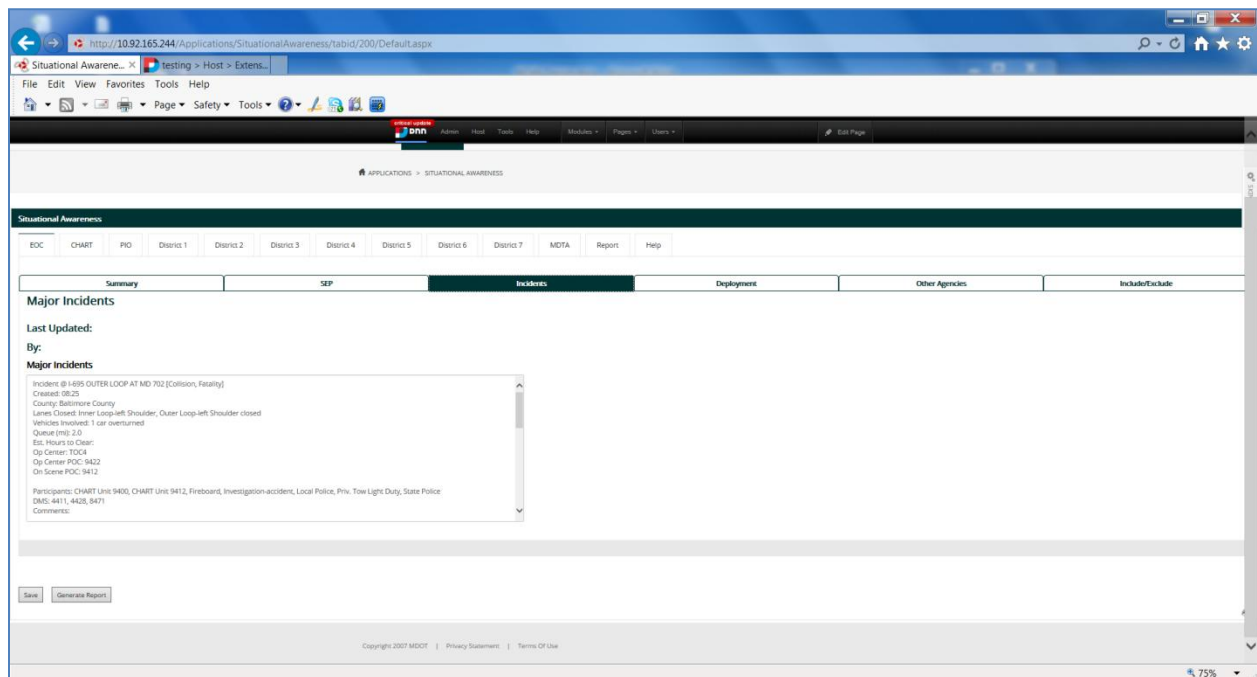 http://10.92.165.244/Applications/SituationalAwareness/tabid/200/Default.aspx
Situational Awarene... testing > Host > Extens...
File Edit View Favorites Tools Help
Page Safety Tools
critical update
DNN Admin Host Tools Help Modules Pages Users Edit Page
APPLICATIONS > SITUATIONAL AWARENESS
Situational Awareness
EOC CHART PIO District 1 District 2 District 3 District 4 District 5 District 6 District 7 MDTA Report Help
Summary SEP Incidents Deployment Other Agencies Include/Exclude
Major Incidents
Last Updated:
By:
Major Incidents
Incident @ I-695 OUTER LOOP AT MD 702 [Collision, Fatality]
Created: 08:25
County: Baltimore County
Lanes Closed: Inner Loop-left Shoulder, Outer Loop-left Shoulder closed
Vehicles Involved: 1 car overturned
Queue (mi): 2.0
Est. Hours to Clear:
Op Center: TOC4
Op Center POC: 9422
On Scene POC: 9412
Participants: CHART Unit 9400, CHART Unit 9412, Fireboard, Investigation-accident, Local Police, Priv. Tow Light Duty, State Police
DMS: 4411, 4428, 8471
Comments:
Save Generate Report
Copyright 2007 MDOT | Privacy Statement | Terms Of Use
75%